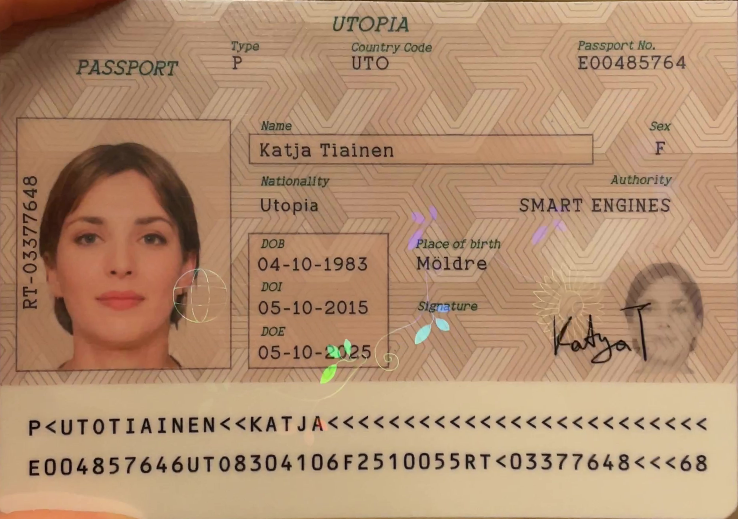 UTOPIA
PASSPORT
Type
P
Country Code
UTO
Passport No.
E00485764
Name
Katja Tiainen
Sex
F
Nationality
Utopia
Authority
SMART ENGINES
DOB
04-10-1983
Place of birth
Möldre
DOI
05-10-2015
Signature
KatyaT
DOE
05-10-2025
RT-03377648
P<UTOTIAINEN<<KATJA<<<<<<<<<<<<<<<<<<<<<<<<<
E004857646UTO8304106F2510055RT<03377648<<<68